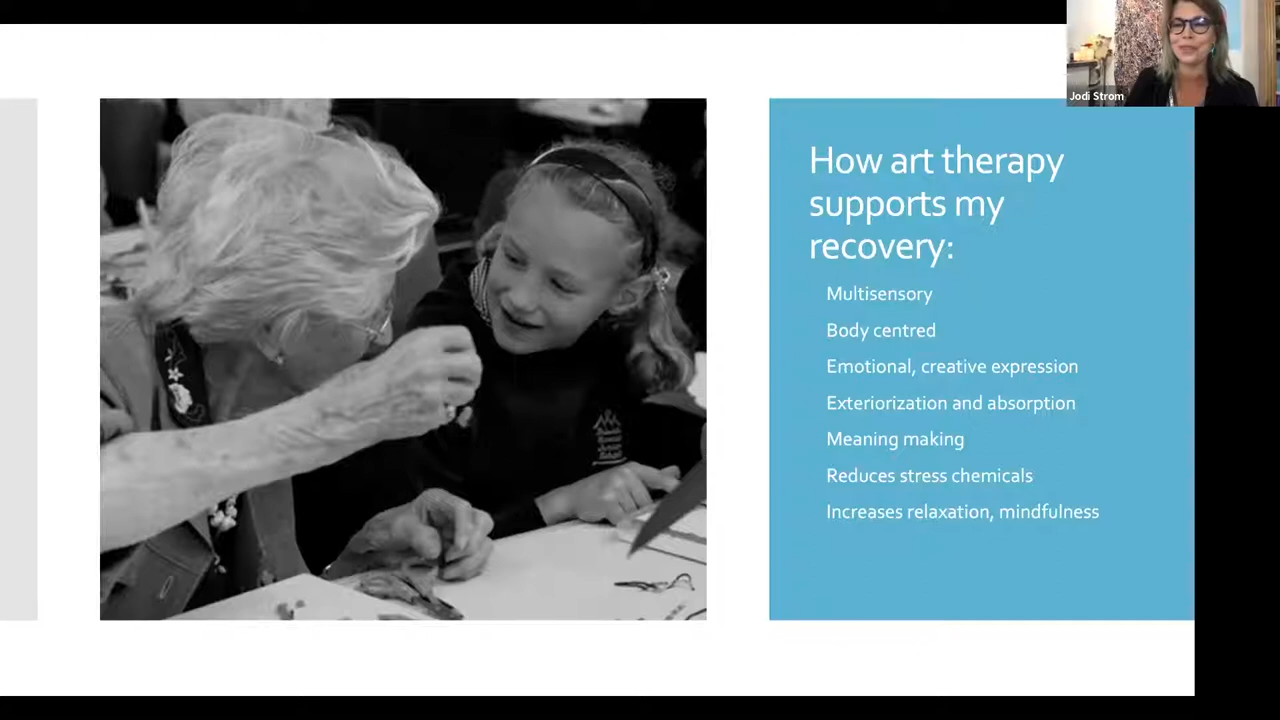 Jodi Strom
How art therapy
supports my
recovery:
Multisensory
Body centred
Emotional, creative expression
Exteriorization and absorption
Meaning making
Reduces stress chemicals
Increases relaxation, mindfulness